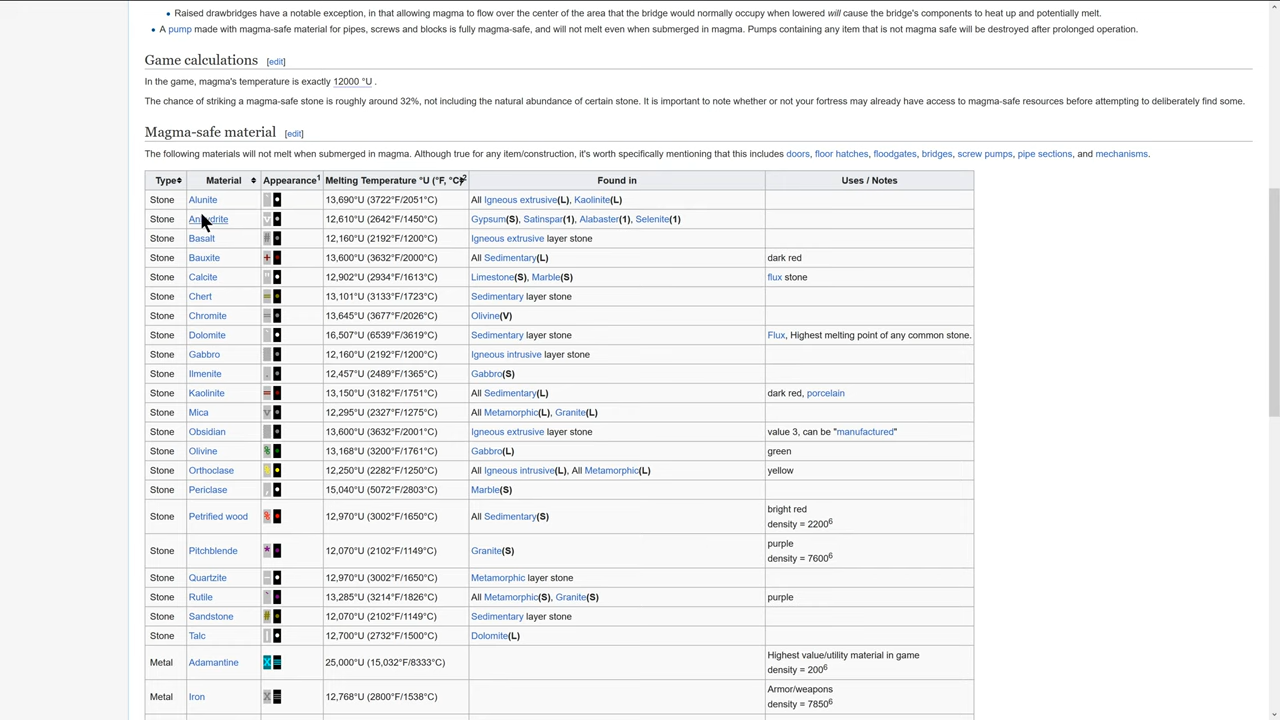 Raised drawbridges have a notable exception, in that allowing magma to flow over the center of the area that the bridge would normally occupy when lowered will cause the bridge's components to heat up and potentially melt.
A pump made with magma-safe material for pipes, screws and blocks is fully magma-safe, and will not melt even when submerged in magma. Pumps containing any item that is not magma safe will be destroyed after prolonged operation.
Game calculations [edit]
In the game, magma's temperature is exactly 12000 °U .
The chance of striking a magma-safe stone is roughly around 32%, not including the natural abundance of certain stone. It is important to note whether or not your fortress may already have access to magma-safe resources before attempting to deliberately find some.
Magma-safe material [edit]
The following materials will not melt when submerged in magma. Although true for any item/construction, it's worth specifically mentioning that this includes doors, floor hatches, floodgates, bridges, screw pumps, pipe sections, and mechanisms.
Type Material Appearance1 Melting Temperature °U (°F, °C)2 Found in Uses / Notes
Stone Alunite 13,690°U (3722°F/2051°C) All Igneous extrusive(L), Kaolinite(L)
Stone 12,610°U (2642°F/1450°C) Gypsum(S), Satinspar(1), Alabaster(1), Selenite(1)
Stone Basalt 12,160°U (2192°F/1200°C) Igneous extrusive layer stone
Stone Bauxite 13,600°U (3632°F/2000°C) All Sedimentary(L) dark red
Stone Calcite 12,902°U (2934°F/1613°C) Limestone(S), Marble(S) flux stone
Stone Chert 13,101°U (3133°F/1723°C) Sedimentary layer stone
Stone Chromite 13,645°U (3677°F/2026°C) Olivine(V)
Stone Dolomite 16,507°U (6539°F/3619°C) Sedimentary layer stone Flux, Highest melting point of any common stone.
Stone Gabbro 12,160°U (2192°F/1200°C) Igneous intrusive layer stone
Stone Ilmenite 12,457°U (2489°F/1365°C) Gabbro(S)
Stone Kaolinite 13,150°U (3182°F/1751°C) All Sedimentary(L) dark red, porcelain
Stone Mica 12,295°U (2327°F/1275°C) All Metamorphic(L), Granite(L)
Stone Obsidian 13,600°U (3632°F/2001°C) Igneous extrusive layer stone value 3, can be "manufactured"
Stone Olivine 13,168°U (3200°F/1761°C) Gabbro(L) green
Stone Orthoclase 12,250°U (2282°F/1250°C) All Igneous intrusive(L), All Metamorphic(L) yellow
Stone Periclase 15,040°U (5072°F/2803°C) Marble(S)
Stone Petrified wood 12,970°U (3002°F/1650°C) All Sedimentary(S) bright red
density = 22006
Stone Pitchblende 12,070°U (2102°F/1149°C) Granite(S) purple
density = 76006
Stone Quartzite 12,970°U (3002°F/1650°C) Metamorphic layer stone
Stone Rutile 13,285°U (3214°F/1826°C) All Metamorphic(S), Granite(S) purple
Stone Sandstone 12,070°U (2102°F/1149°C) Sedimentary layer stone
Stone Talc 12,700°U (2732°F/1500°C) Dolomite(L)
Metal Adamantine 25,000°U (15,032°F/8333°C) Highest value/utility material in game
density = 2006
Metal Iron 12,768°U (2800°F/1538°C) Armor/weapons
density = 78506